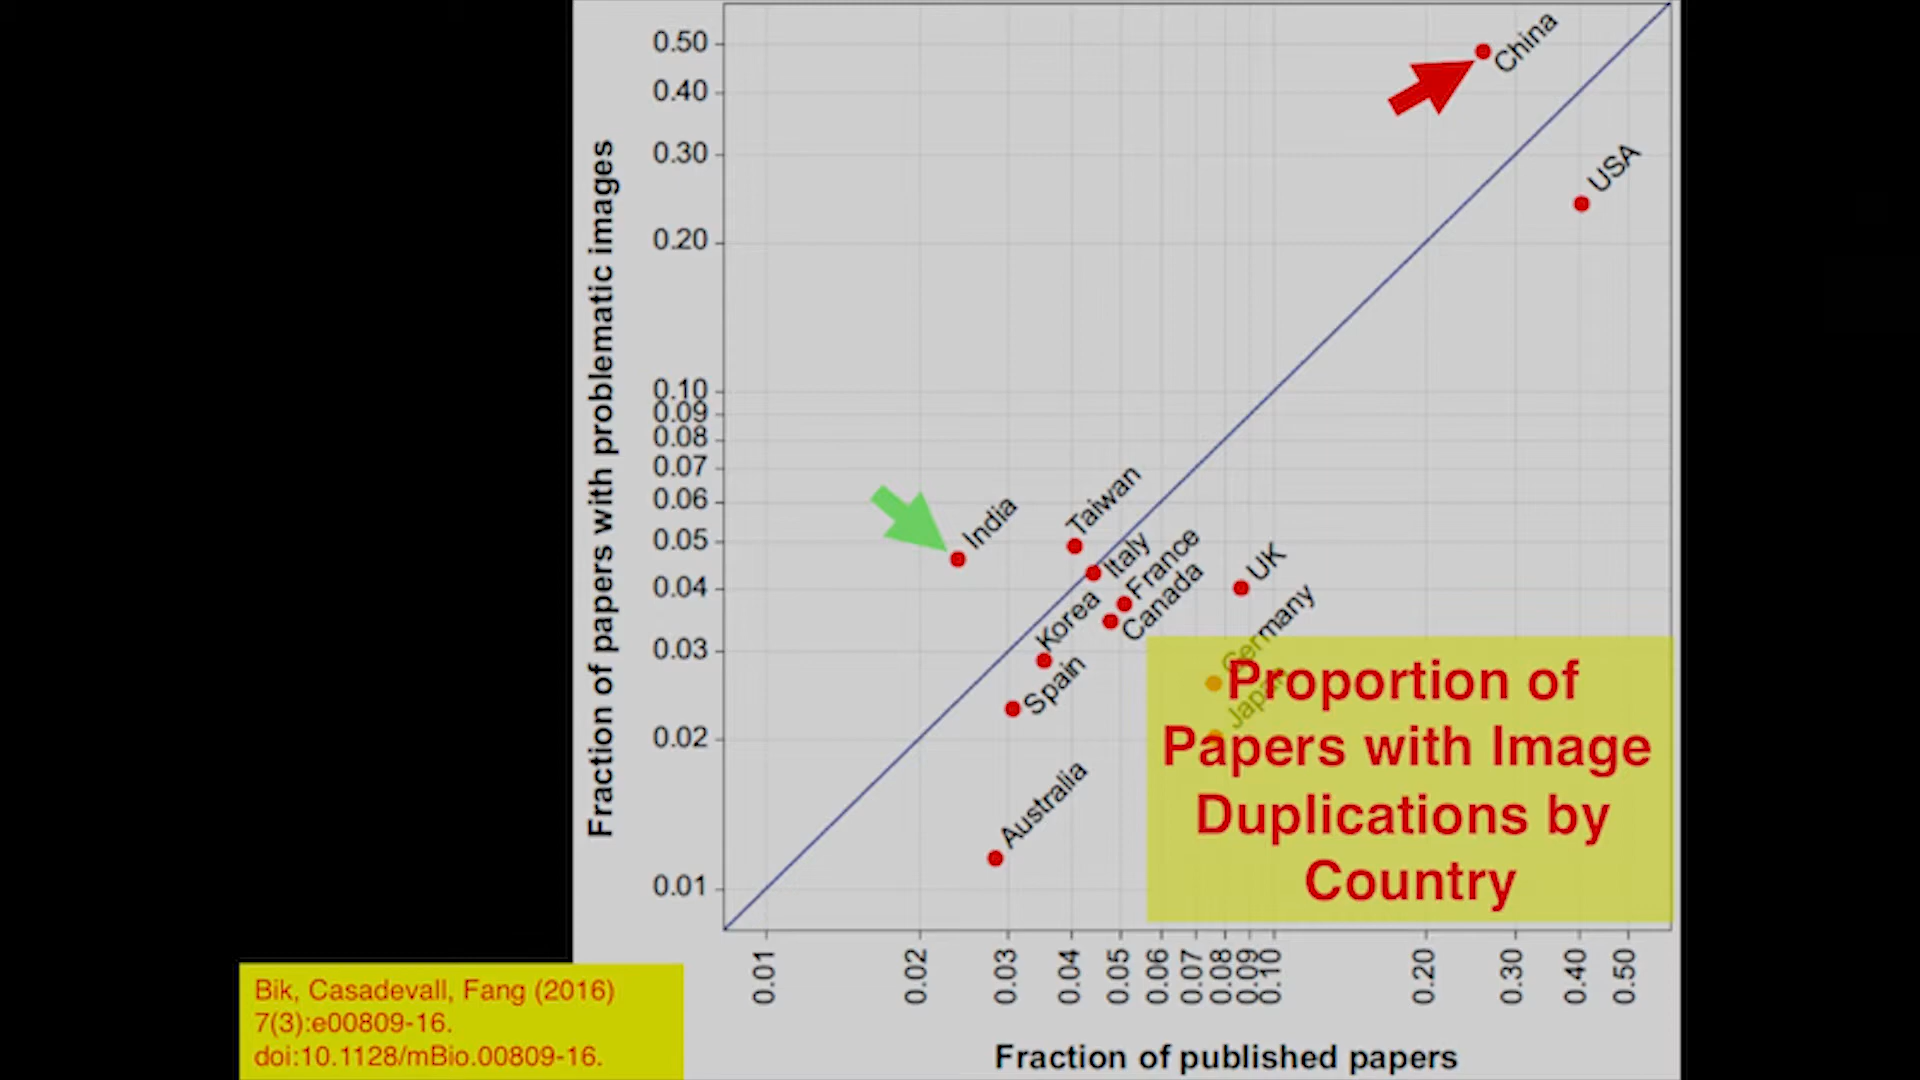 Fraction of papers with problematic images
0.50
0.40
0.30
0.20
0.10
0.09
0.08
0.07
0.06
0.05
0.04
0.03
0.02
0.01
China
USA
India
Taiwan
Italy
France
UK
Canada
Korea
Germany
Spain
Japan
Australia
Proportion of
Papers with Image
Duplications by
Country
0.01
0.02
0.03
0.04
0.05
0.06
0.07
0.08
0.09
0.10
0.20
0.30
0.40
0.50
Fraction of published papers
Bik, Casadevall, Fang (2016)
7(3):e00809-16.
doi:10.1128/mBio.00809-16.